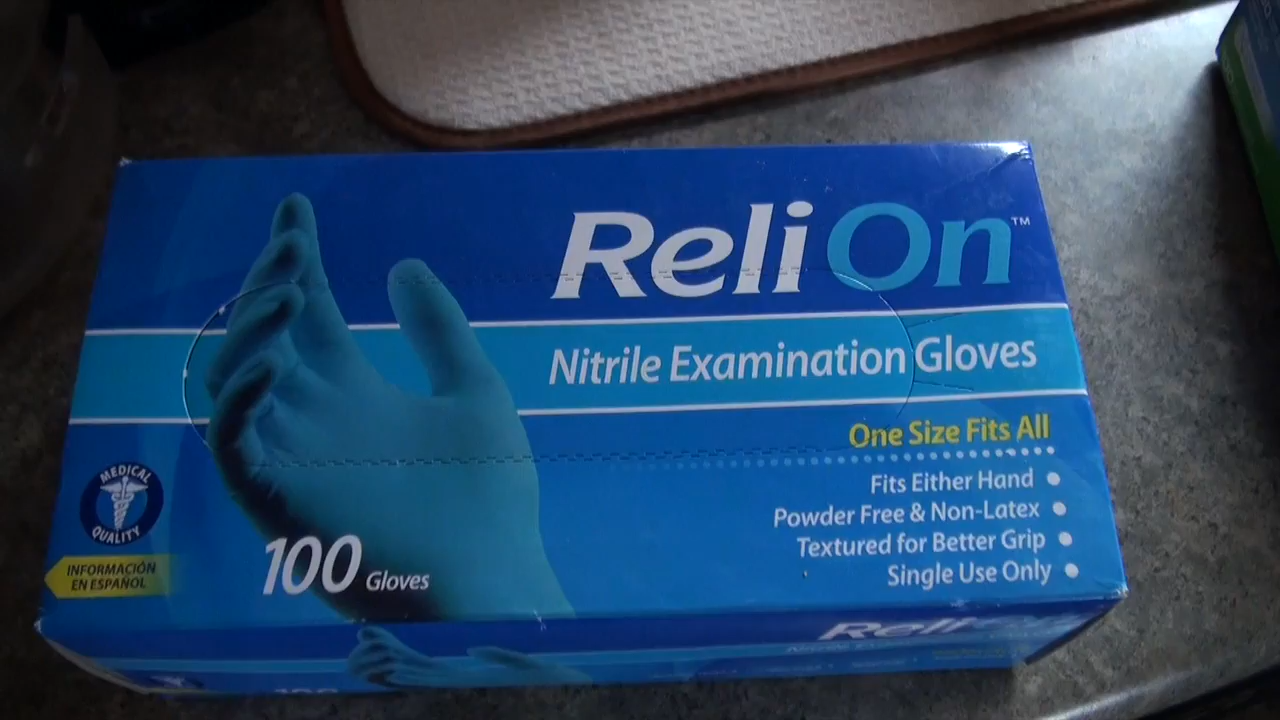 ReliOn™
Nitrile Examination Gloves
One Size Fits All
Fits Either Hand
Powder Free & Non-Latex
Textured for Better Grip
Single Use Only
MEDICAL
QUALITY
INFORMACIÓN
EN ESPAÑOL
100 Gloves
ReliOn